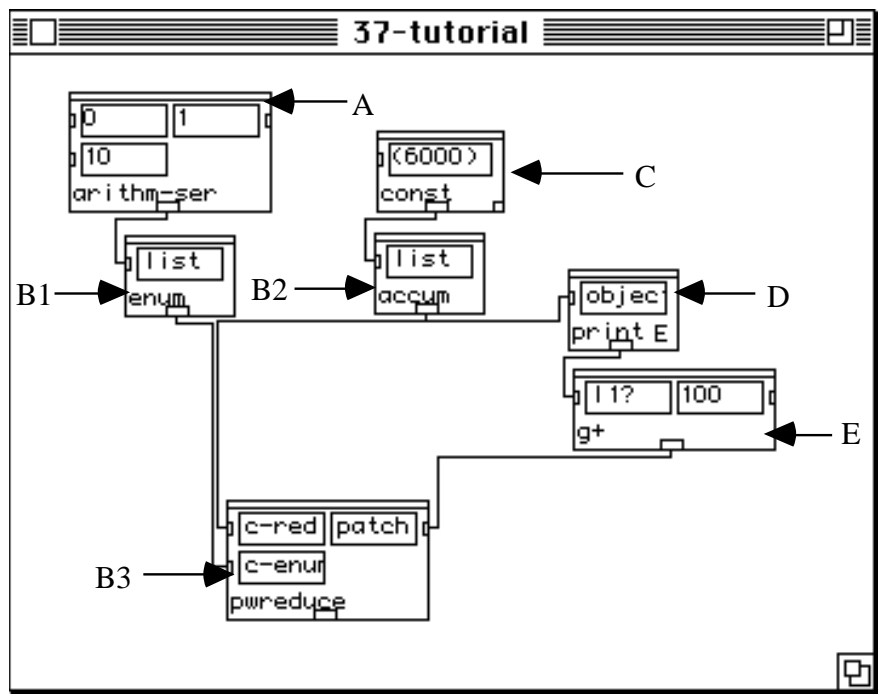 37-tutorial
0 1
10
arithm-ser
A
(6000)
const
C
list
enum
B1
list
accum
B2
objec
print E
D
l1? 100
g+
E
c-red patch
c-enur
pwreduce
B3